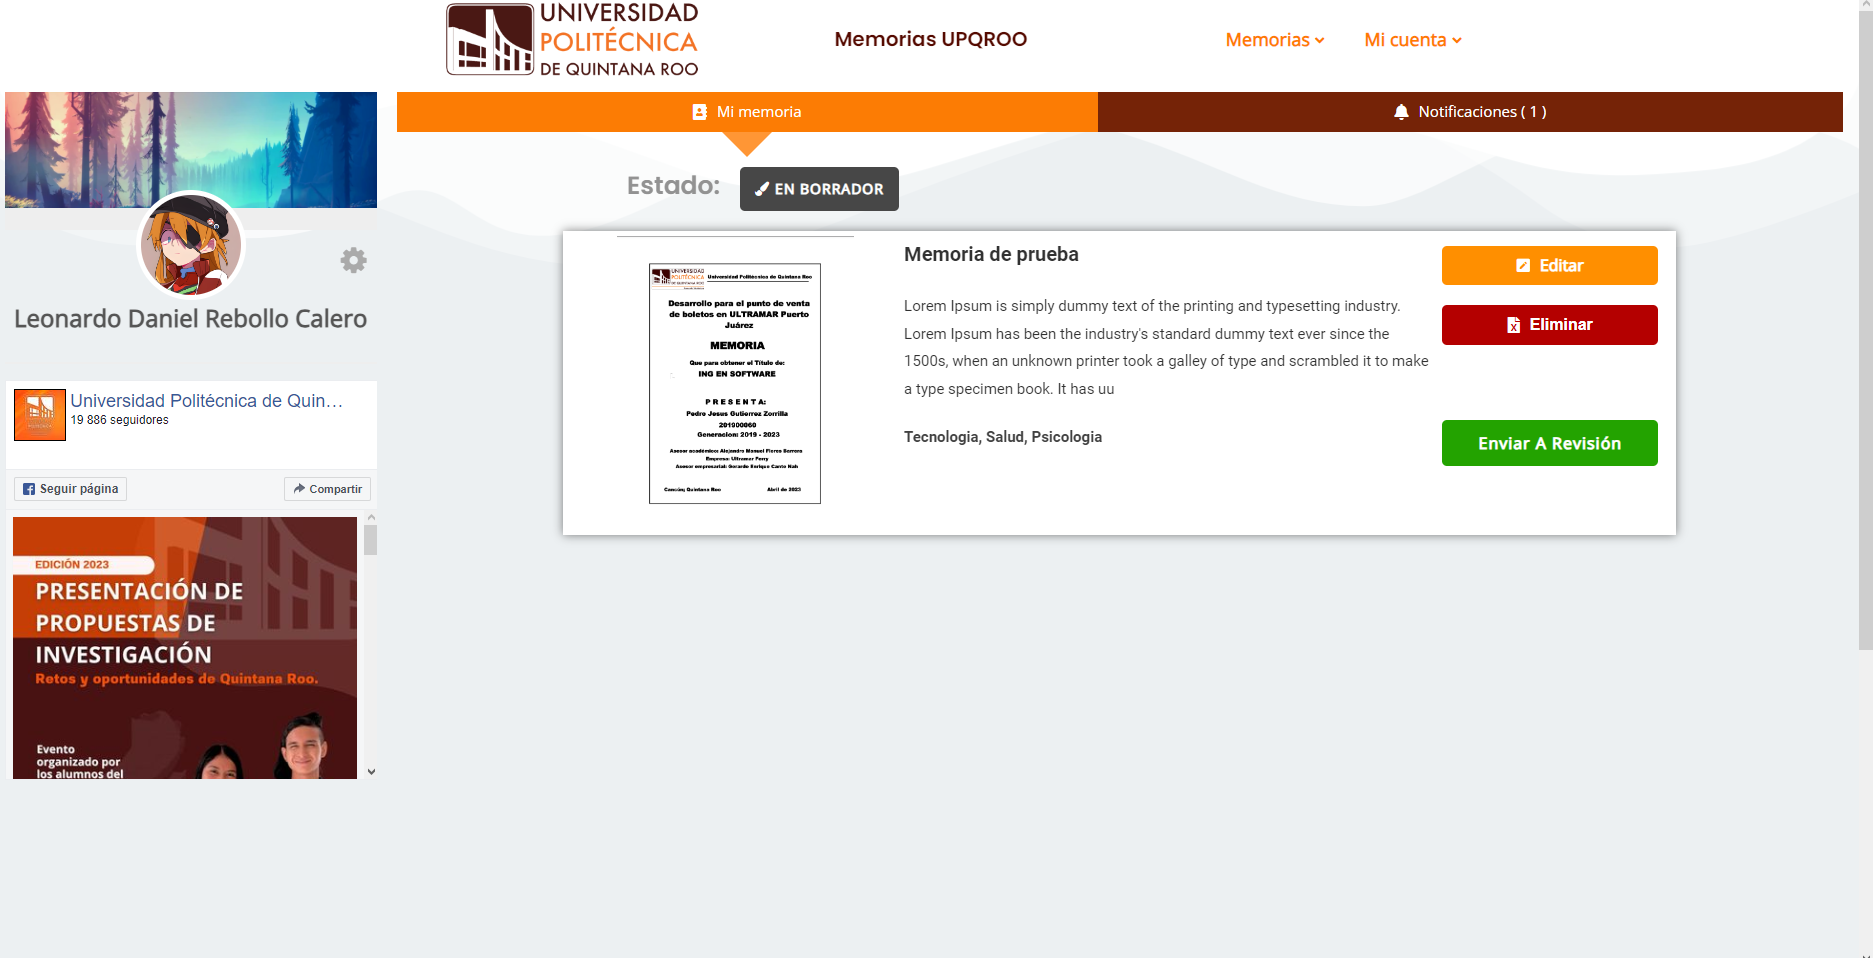 UNIVERSIDAD
POLITÉCNICA
DE QUINTANA ROO
Memorias UPQROO
Memorias
Mi cuenta
Mi memoria
Notificaciones ( 1 )
Estado:
EN BORRADOR
Leonardo Daniel Rebollo Calero
Universidad Politécnica de Quin...
19 886 seguidores
Seguir página
Compartir
EDICIÓN 2023
PRESENTACIÓN DE
PROPUESTAS DE
INVESTIGACIÓN
Retos y oportunidades de Quintana Roo.
Evento
organizado por
los alumnos del
UNIVERSIDAD
POLITÉCNICA
DE QUINTANA ROO
Universidad Politécnica de Quintana Roo
Desarrollo para el punto de venta
de boletos en ULTRAMAR Puerto
Juárez
MEMORIA
Que para obtener el Título de:
ING EN SOFTWARE
P R E S E N T A:
Pedro Jesus Gutierrez Zorrilla
201900060
Generacion: 2019 - 2023
Asesor académico: Alejandro Manuel Flores Barrera
Empresa: Ultramar Ferry
Asesor empresarial: Gerardo Enrique Cante Nah
Cancún; Quintana Roo
Abril de 2023
Memoria de prueba
Lorem Ipsum is simply dummy text of the printing and typesetting industry.
Lorem Ipsum has been the industry's standard dummy text ever since the
1500s, when an unknown printer took a galley of type and scrambled it to make
a type specimen book. It has uu
Tecnologia, Salud, Psicologia
Editar
Eliminar
Enviar A Revisión